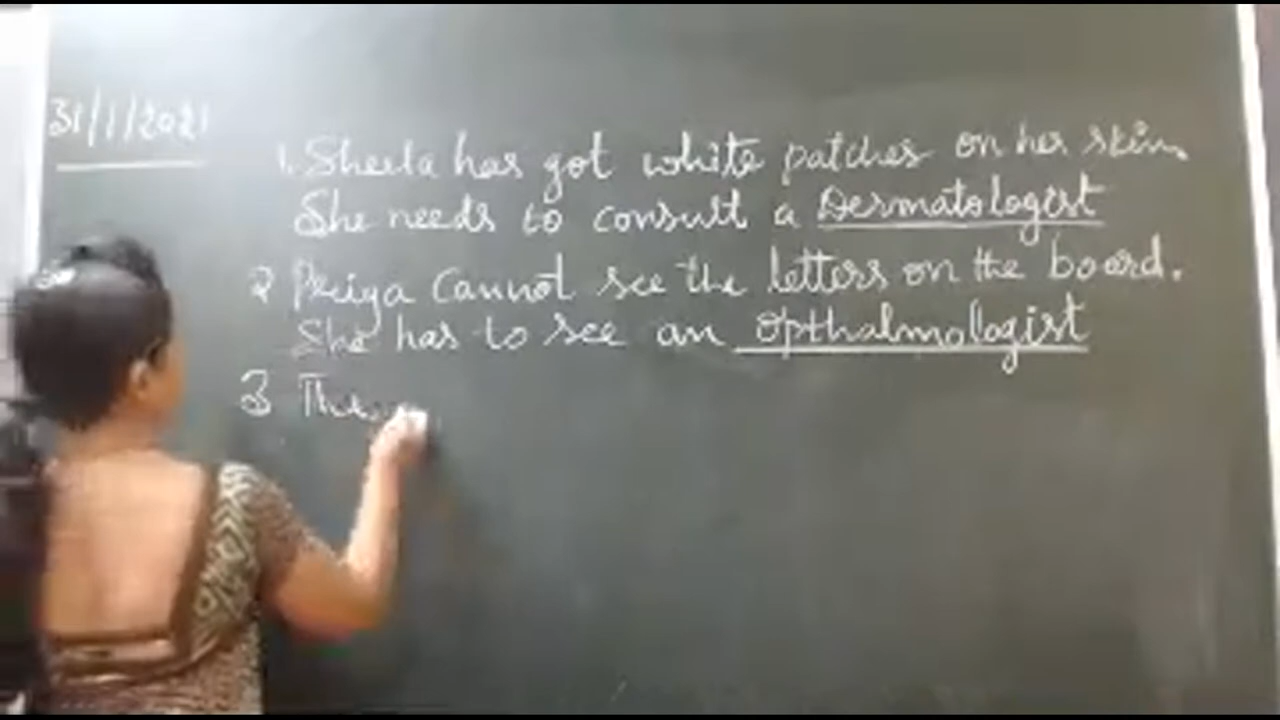 31/1/2021
1. Sheela has got white patches on her skin.
She needs to consult a Dermatologist
2 Priya cannot see the letters on the board.
She has to see an Opthalmologist
3